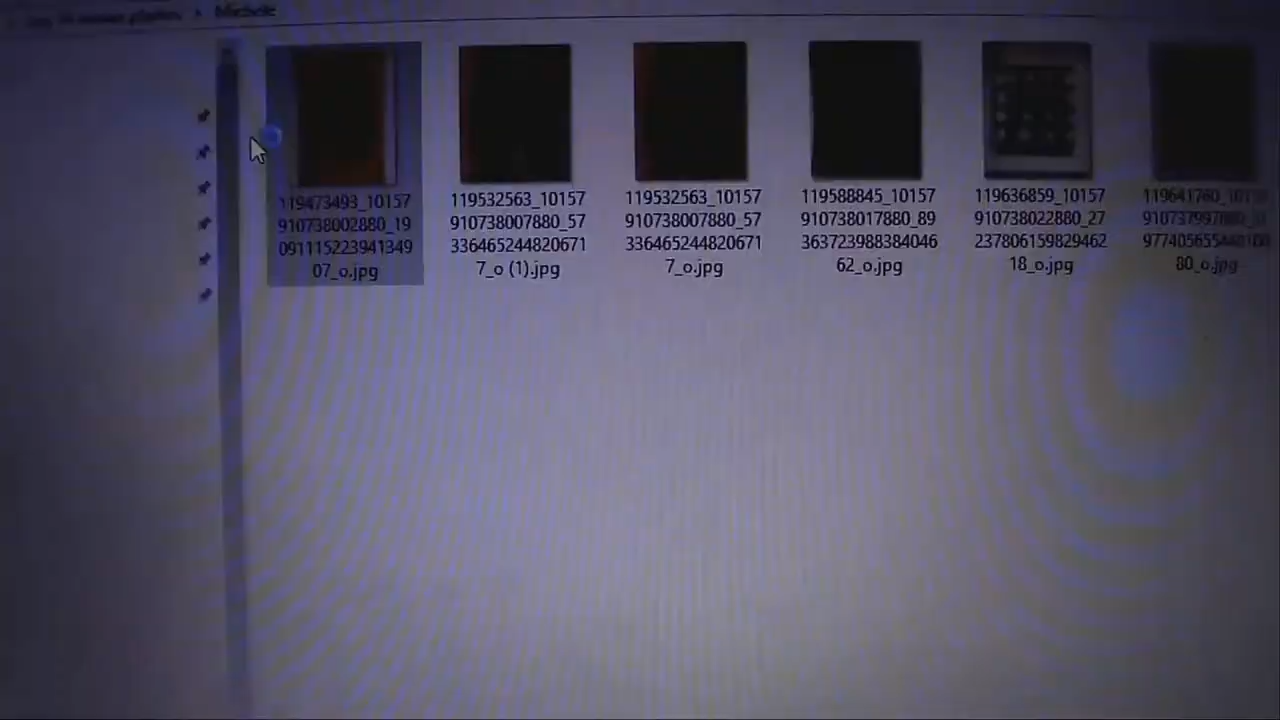 Michele
119473493_10157
910738002880_19
091115223941349
07_o.jpg
119532563_10157
910738007880_57
336465244820671
7_o (1).jpg
119532563_10157
910738007880_57
336465244820671
7_o.jpg
119588845_10157
910738017880_89
363723988384046
62_o.jpg
119636859_10157
910738022880_27
237806159829462
18_o.jpg
80_o.jpg